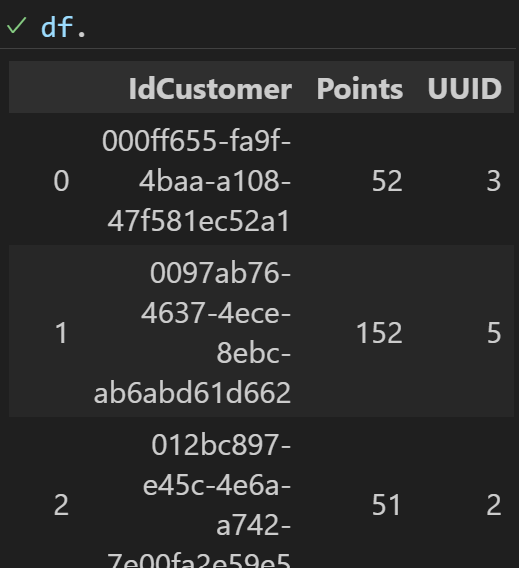 df.
IdCustomer Points UUID
000ff655-fa9f-
0 4baa-a108- 52 3
47f581ec52a1
0097ab76-
4637-4ece-
1 8ebc- 152 5
ab6abd61d662
012bc897-
e45c-4e6a-
2 a742- 51 2
7e00fa2e59e5